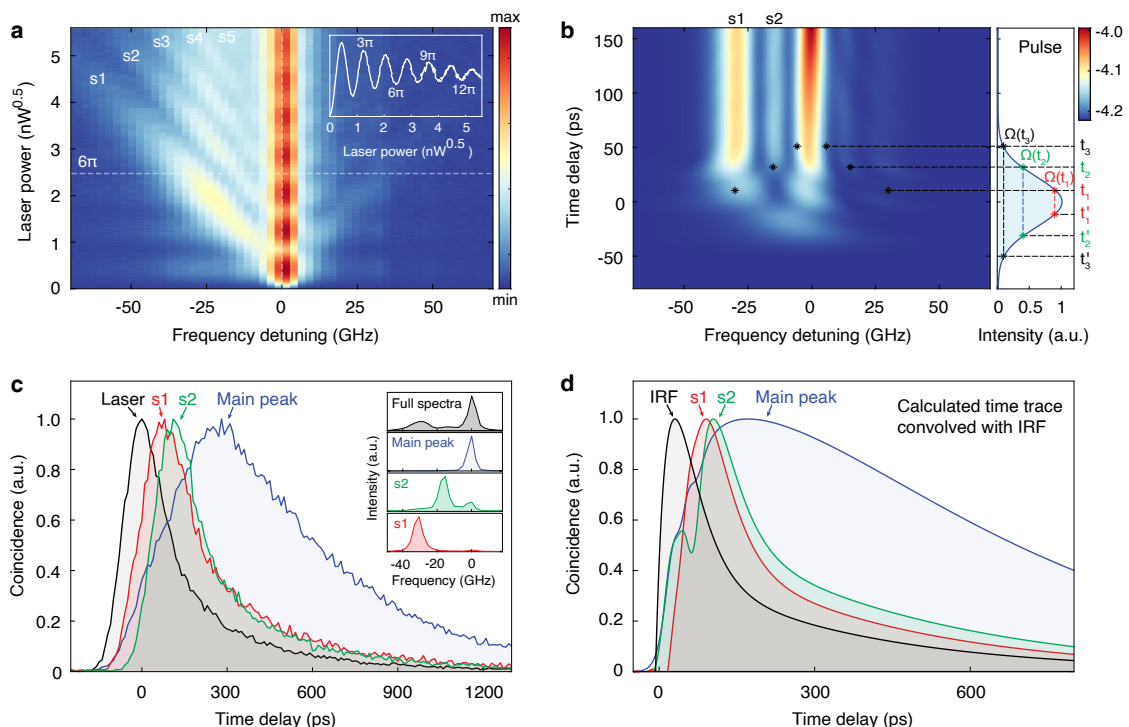 a
max
s1 s2 s3 s4 s5
3π 9π
6π 12π
0 1 2 3 4 5
Laser power (nW0.5)
6π
5
4
3
2
1
0
Laser power (nW0.5)
-50 -25 0 25 50
Frequency detuning (GHz)
min
b
s1 s2
Pulse
-4.0
-4.1
-4.2
150
100
50
0
-50
Time delay (ps)
-50 -25 0 25 50
Frequency detuning (GHz)
Ω(t3)
Ω(t2)
Ω(t1)
t3
t2
t1
t'1
t'2
t'3
0 1
Intensity (a.u.)
c
Laser s1 s2 Main peak
1.0
0.8
0.6
0.4
0.2
0
Coincidence (a.u.)
0 300 600 900 1200
Time delay (ps)
Full spectra
Main peak
s2
s1
Intensity (a.u.)
-40 -20 0
Frequency (GHz)
d
IRF s1 s2 Main peak
Calculated time trace
convolved with IRF
1.0
0.8
0.6
0.4
0.2
0
Coincidence (a.u.)
0 300 600
Time delay (ps)